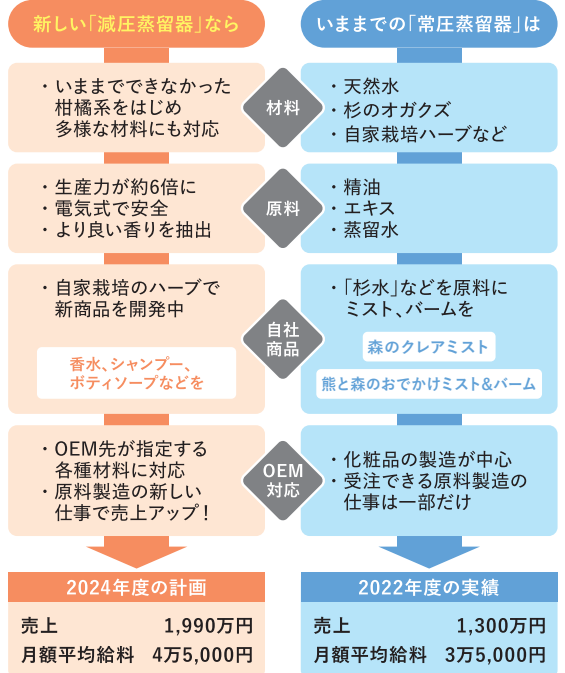 新しい「減圧蒸留器」なら
いままでの「常圧蒸留器」は
・いままでできなかった
柑橘系をはじめ
多様な材料にも対応
材料
・天然水
・杉のオガクズ
・自家栽培ハーブなど
・生産力が約6倍に
・電気式で安全
・より良い香りを抽出
原料
・精油
・エキス
・蒸留水
・自家栽培のハーブで
新商品を開発中
香水、シャンプー、
ボティソープなどを
自社
商品
・「杉水」などを原料に
ミスト、バームを
森のクレアミスト
熊と森のおでかけミスト&バーム
・OEM先が指定する
各種材料に対応
・原料製造の新しい
仕事で売上アップ！
OEM
対応
・化粧品の製造が中心
・受注できる原料製造の
仕事は一部だけ
2024年度の計画
売上 1,990万円
月額平均給料 4万5,000円
2022年度の実績
売上 1,300万円
月額平均給料 3万5,000円